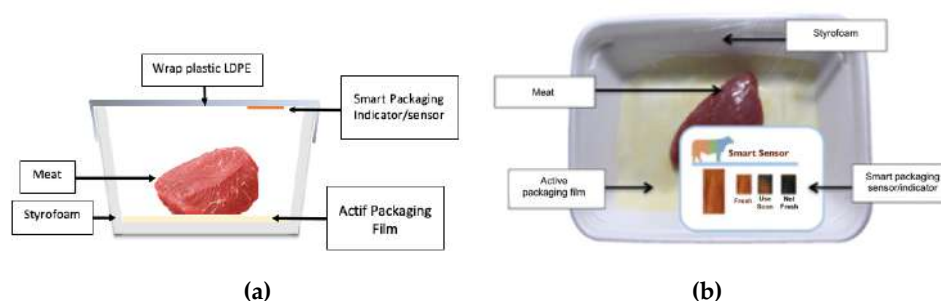 Wrap plastic LDPE
Smart Packaging
Indicator/sensor
Meat
Styrofoam
Actif Packaging
Film
(a)
Styrofoam
Meat
Smart Sensor
Active
packaging film
Fresh
Use
Soon
Not
Fresh
Smart packaging
sensor/indicator
(b)